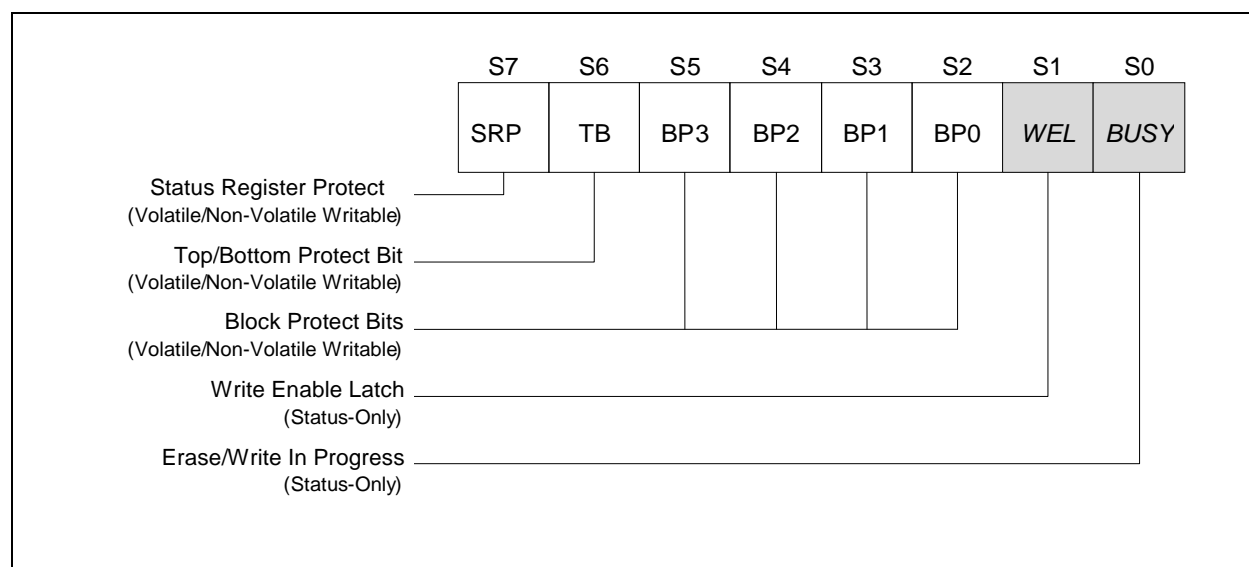 S7 S6 S5 S4 S3 S2 S1 S0
SRP TB BP3 BP2 BP1 BP0 WEL BUSY
Status Register Protect
(Volatile/Non-Volatile Writable)
Top/Bottom Protect Bit
(Volatile/Non-Volatile Writable)
Block Protect Bits
(Volatile/Non-Volatile Writable)
Write Enable Latch
(Status-Only)
Erase/Write In Progress
(Status-Only)